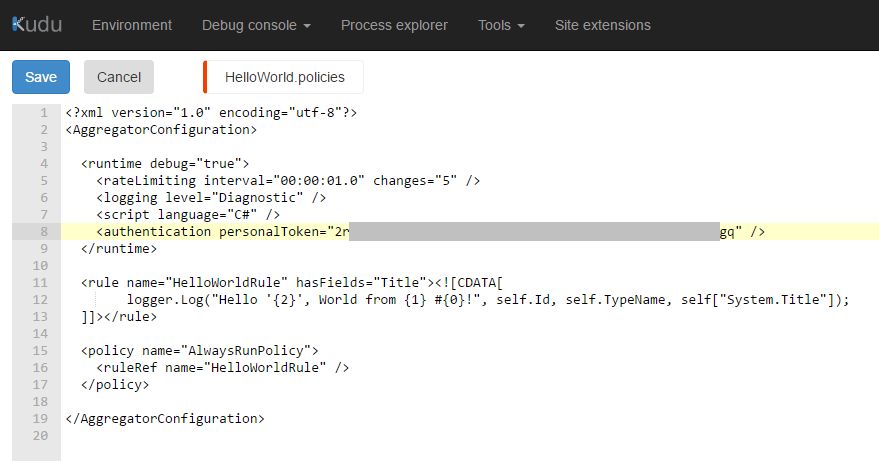 Kudu Environment Debug console Process explorer Tools Site extensions
Save Cancel HelloWorld.policies
1 <?xml version="1.0" encoding="utf-8"?>
2 <AggregatorConfiguration>
3
4 <runtime debug="true">
5 <rateLimiting interval="00:00:01.0" changes="5" />
6 <logging level="Diagnostic" />
7 <script language="C#" />
8 <authentication personalToken="2r gq" />
9 </runtime>
10
11 <rule name="HelloWorldRule" hasFields="Title"><![CDATA[
12 logger.Log("Hello '{2}', World from {1} #{0}!", self.Id, self.TypeName, self["System.Title"]);
13 ]]></rule>
14
15 <policy name="AlwaysRunPolicy">
16 <ruleRef name="HelloWorldRule" />
17 </policy>
18
19 </AggregatorConfiguration>
20